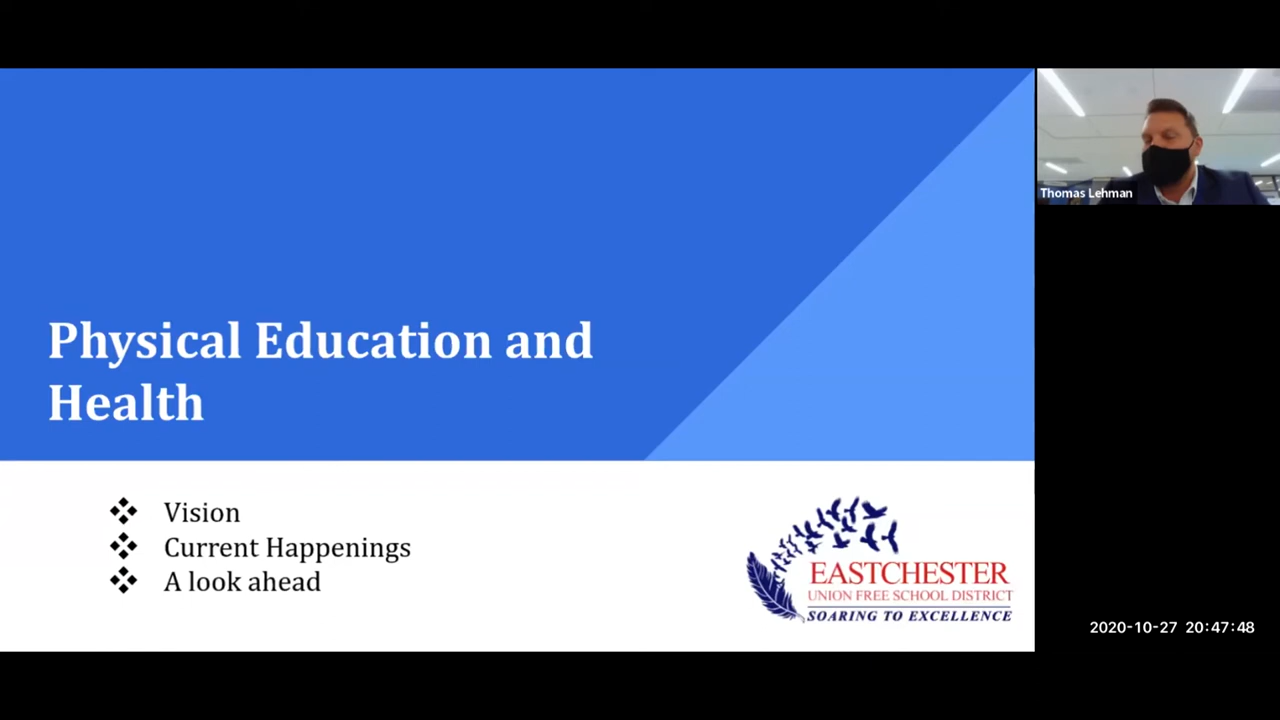 Physical Education and
Health
Vision
Current Happenings
A look ahead
EASTCHESTER
UNION FREE SCHOOL DISTRICT
SOARING TO EXCELLENCE
Thomas Lehman
2020-10-27 20:47:48